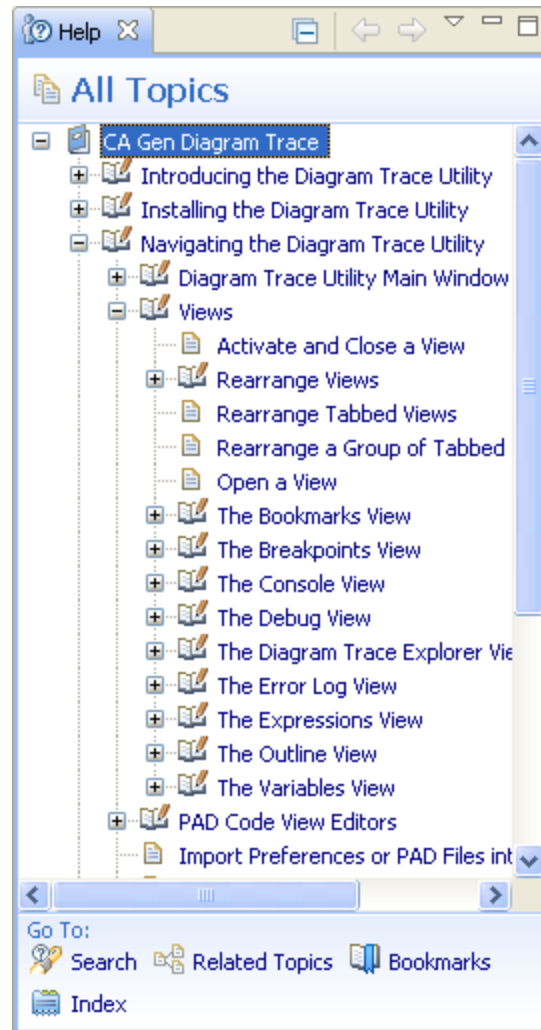 Help
All Topics
CA Gen Diagram Trace
Introducing the Diagram Trace Utility
Installing the Diagram Trace Utility
Navigating the Diagram Trace Utility
Diagram Trace Utility Main Window
Views
Activate and Close a View
Rearrange Views
Rearrange Tabbed Views
Rearrange a Group of Tabbed
Open a View
The Bookmarks View
The Breakpoints View
The Console View
The Debug View
The Diagram Trace Explorer Vie
The Error Log View
The Expressions View
The Outline View
The Variables View
PAD Code View Editors
Import Preferences or PAD Files int
Go To:
Search Related Topics Bookmarks
Index